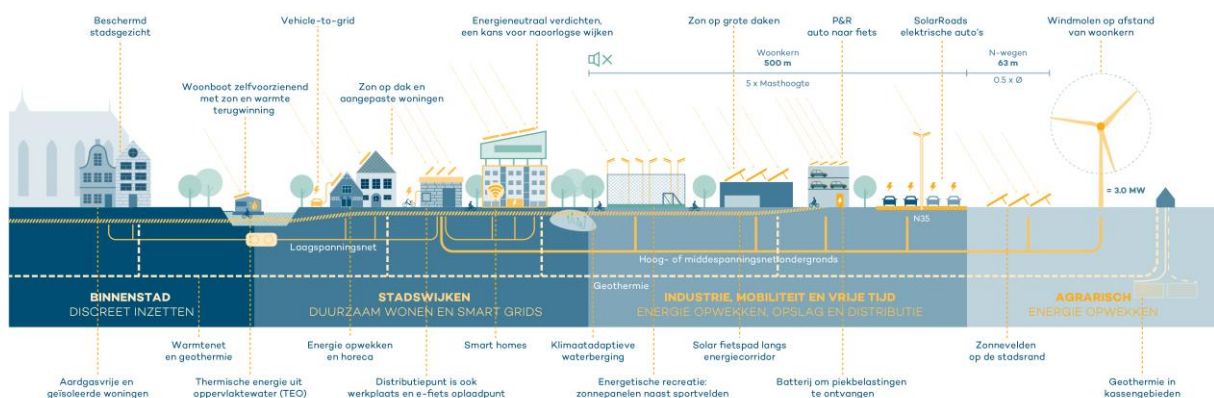 Beschermd
stadsgezicht
Vehicle-to-grid
Energieneutraal verdichten,
een kans voor naoorlogse wijken
Zon op grote daken
P&R
auto naar fiets
SolarRoads
elektrische auto's
Windmolen op afstand
van woonkern
Woonboot zelfvoorzienend
met zon en warmte
terugwinning
Zon op dak en
aangepaste woningen
Woonkern
500 m
5 x Masthoogte
N-wegen
63 m
0.5 x Ø
= 3.0 MW
N35
Laagspanningsnet
Hoog- of middespanningsnetlondergronds
Geothermie
BINNENSTAD
DISCREET INZETTEN
STADSWIJKEN
DUURZAAM WONEN EN SMART GRIDS
INDUSTRIE, MOBILITEIT EN VRIJE TIJD
ENERGIE OPWEKKEN, OPSLAG EN DISTRIBUTIE
AGRARISCH
ENERGIE OPWEKKEN
Warmtenet
en geothermie
Energie opwekken
en horeca
Smart homes
Klimaatadaptieve
waterberging
Solar fietspad langs
energiecorridor
Zonnevelden
op de stadsrand
Aardgasvrije en
geïsoleerde woningen
Thermische energie uit
oppervlaktewater (TEO)
Distributiepunt is ook
werkplaats en e-fiets oplaadpunt
Energetische recreatie:
zonnepanelen naast sportvelden
Batterij om piekbelastingen
te ontvangen
Geothermie in
kassengebieden